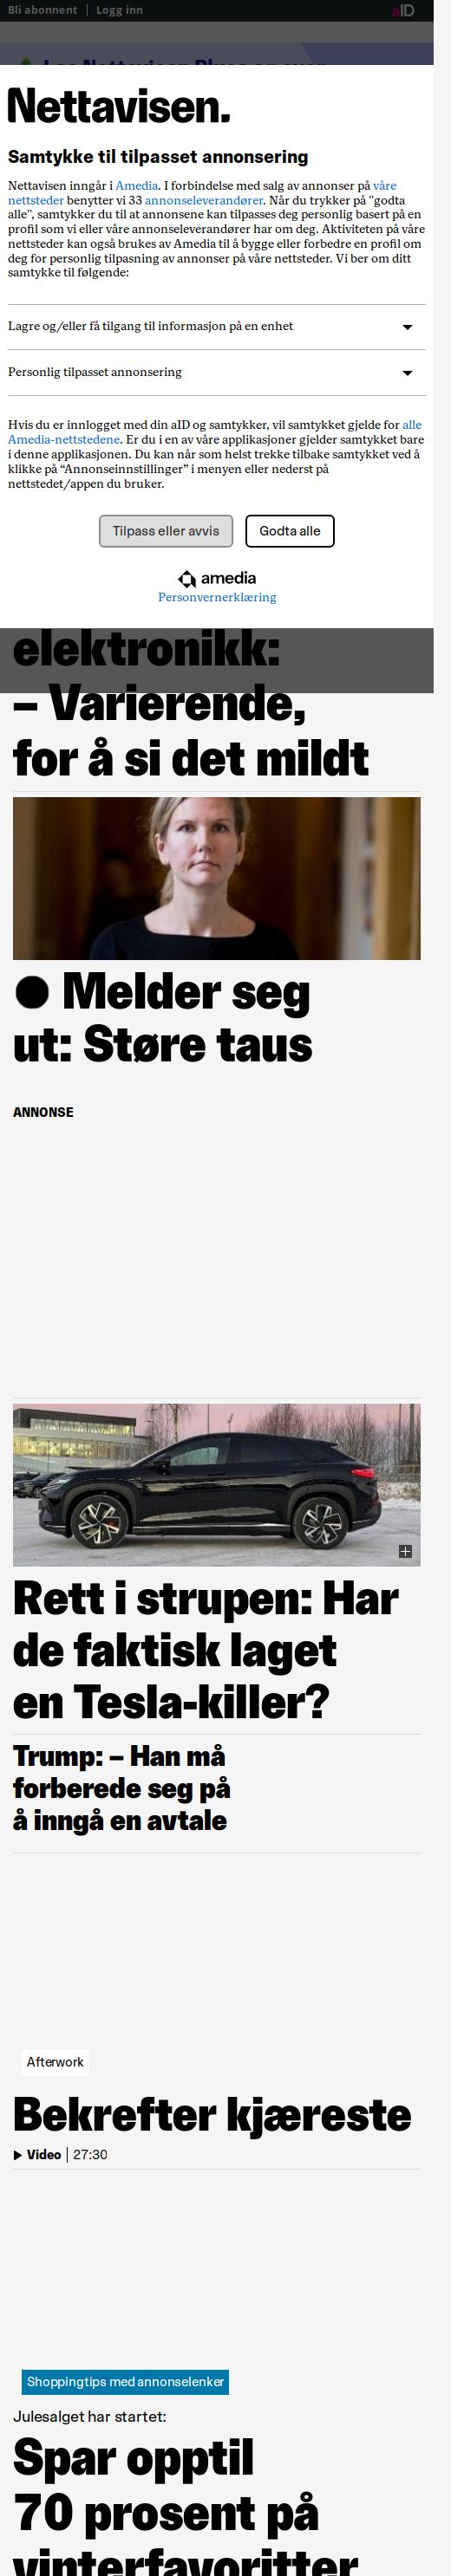 Bli abonnent | Logg inn
aID
Nettavisen.
Samtykke til tilpasset annonsering
Nettavisen inngår i Amedia. I forbindelse med salg av annonser på våre
nettsteder benytter vi 33 annonseleverandører. Når du trykker på "godta
alle", samtykker du til at annonsene kan tilpasses deg personlig basert på en
profil som vi eller våre annonseleverandører har om deg. Aktiviteten på våre
nettsteder kan også brukes av Amedia til å bygge eller forbedre en profil om
deg for personlig tilpasning av annonser på våre nettsteder. Vi ber om ditt
samtykke til følgende:
Lagre og/eller få tilgang til informasjon på en enhet
Personlig tilpasset annonsering
Hvis du er innlogget med din aID og samtykker, vil samtykket gjelde for alle
Amedia-nettstedene. Er du i en av våre applikasjoner gjelder samtykket bare
i denne applikasjonen. Du kan når som helst trekke tilbake samtykket ved å
klikke på “Annonseinnstillinger” i menyen eller nederst på
nettstedet/appen du bruker.
Tilpass eller avvis
Godta alle
amedia
Personvernerklæring
elektronikk:
– Varierende,
for å si det mildt
Melder seg
ut: Støre taus
ANNONSE
Rett i strupen: Har
de faktisk laget
en Tesla-killer?
Trump: – Han må
forberede seg på
å inngå en avtale
Afterwork
Bekrefter kjæreste
Video | 27:30
Shoppingtips med annonselenker
Julesalget har startet:
Spar opptil
70 prosent på
vinterfavoritter